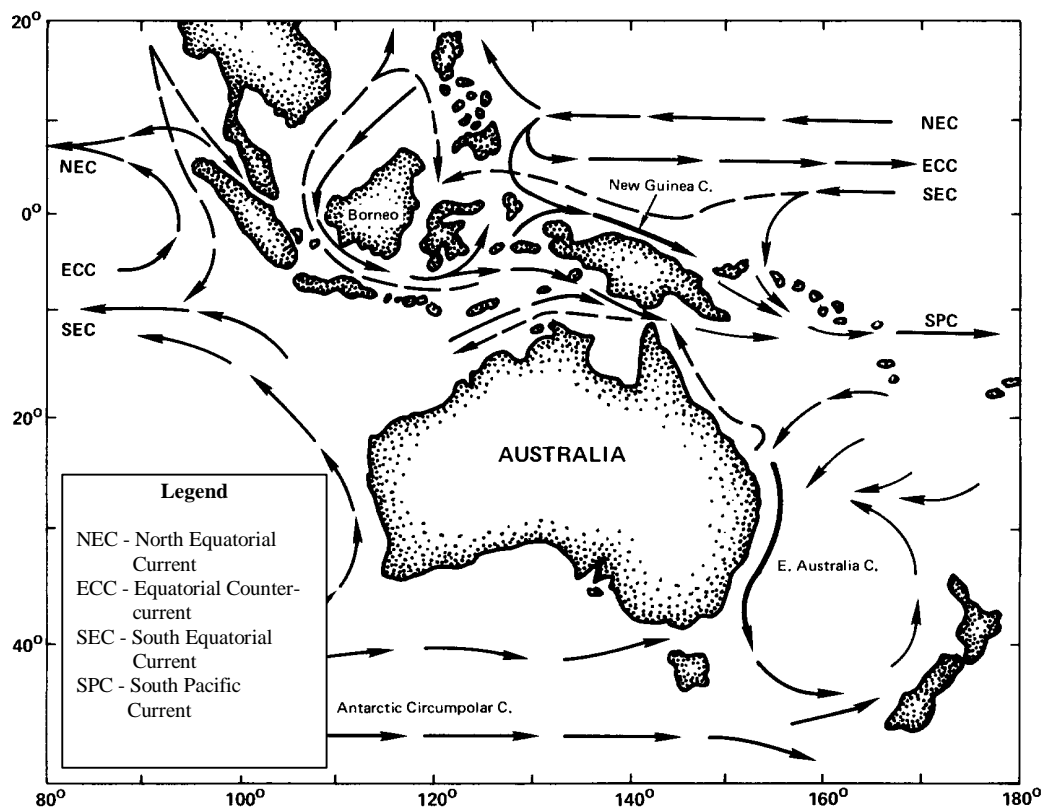 20°
NEC
ECC
NEC
New Guinea C.
SEC
0°
Borneo
ECC
SEC
SPC
20°
AUSTRALIA
Legend
NEC - North Equatorial
Current
ECC - Equatorial Counter-
current
SEC - South Equatorial
Current
SPC - South Pacific
Current
E. Australia C.
40°
Antarctic Circumpolar C.
80° 100° 120° 140° 160° 180°